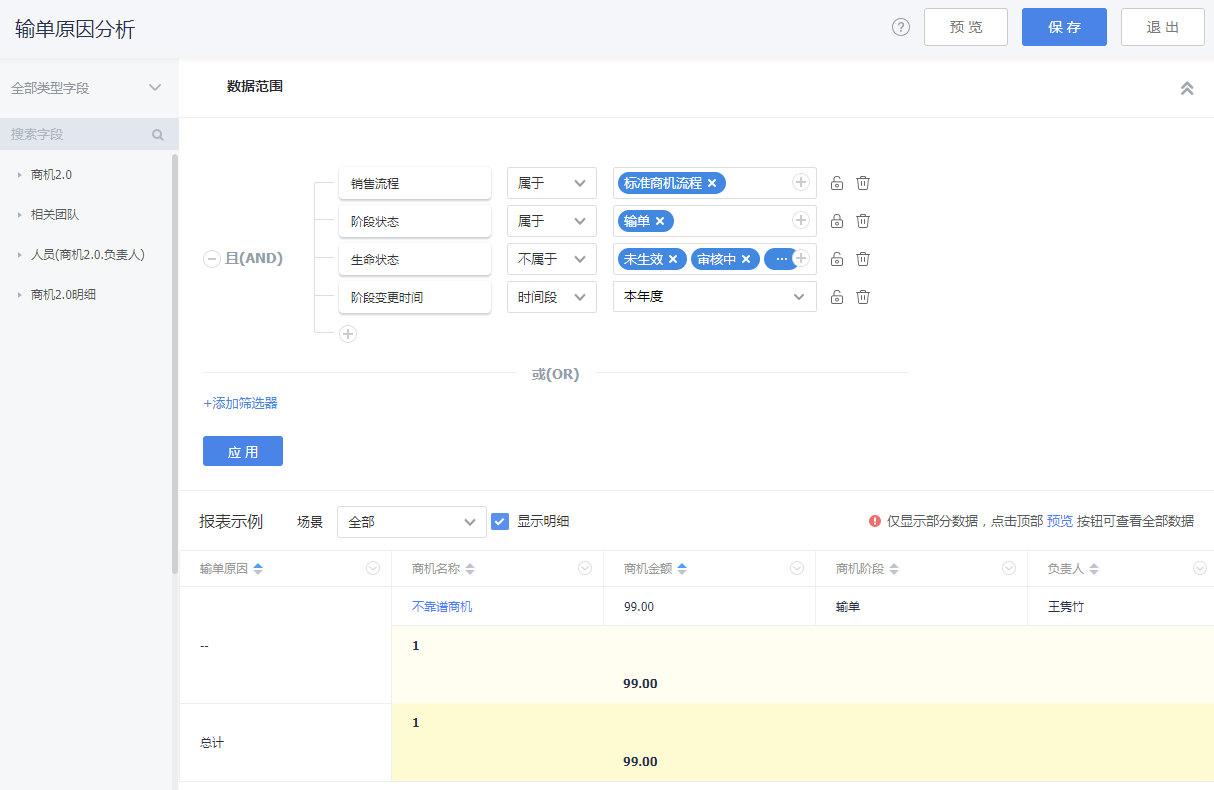 输单原因分析
?
预 览
保 存
退 出
全部类型字段
搜索字段
商机2.0
相关团队
人员(商机2.0.负责人)
商机2.0明细
数据范围
且(AND)
销售流程 属于 标准商机流程 ×
阶段状态 属于 输单 ×
生命状态 不属于 未生效 × 审核中 × ...
阶段变更时间 时间段 本年度
或(OR)
+添加筛选器
应 用
报表示例 场景 全部 显示明细 仅显示部分数据，点击顶部 预览 按钮可查看全部数据
输单原因 商机名称 商机金额 商机阶段 负责人
不靠谱商机 99.00 输单 王隽竹
--
1
99.00
总计
1
99.00